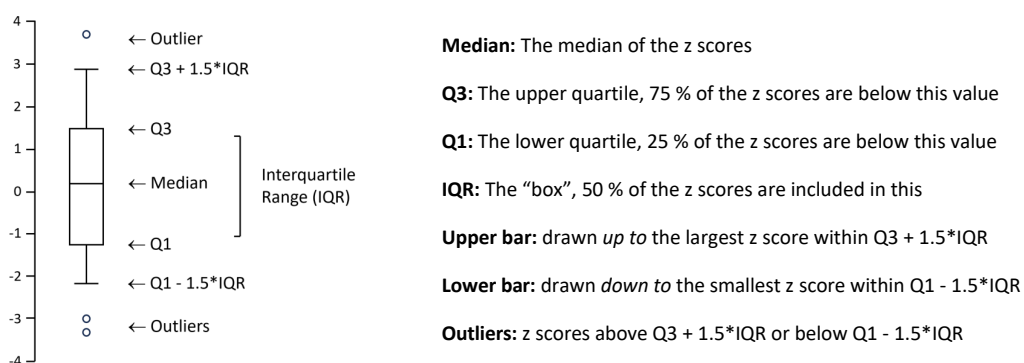 4
3
2
1
0
-1
-2
-3
-4
← Outlier
← Q3 + 1.5*IQR
← Q3
← Median
← Q1
← Q1 - 1.5*IQR
← Outliers
Interquartile
Range (IQR)
Median: The median of the z scores
Q3: The upper quartile, 75 % of the z scores are below this value
Q1: The lower quartile, 25 % of the z scores are below this value
IQR: The “box”, 50 % of the z scores are included in this
Upper bar: drawn up to the largest z score within Q3 + 1.5*IQR
Lower bar: drawn down to the smallest z score within Q1 - 1.5*IQR
Outliers: z scores above Q3 + 1.5*IQR or below Q1 - 1.5*IQR